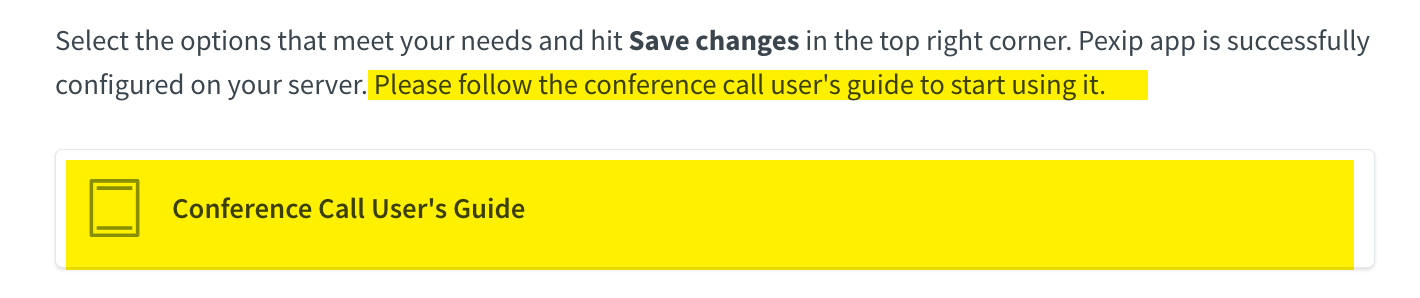 Select the options that meet your needs and hit Save changes in the top right corner. Pexip app is successfully
configured on your server. Please follow the conference call user's guide to start using it.
Conference Call User's Guide